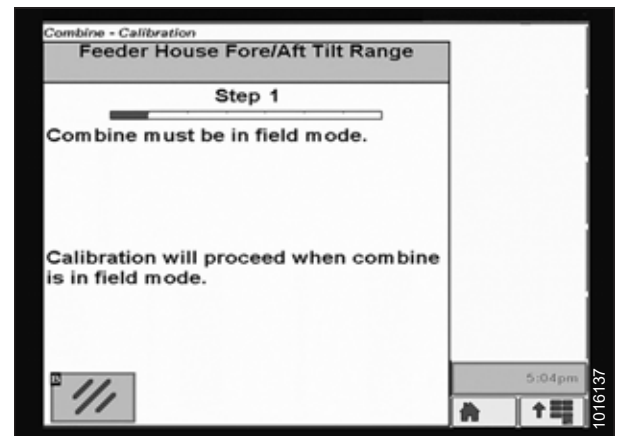 Combine - Calibration
Feeder House Fore/Aft Tilt Range
Step 1
Combine must be in field mode.
Calibration will proceed when combine
is in field mode.
5:04pm
1016137